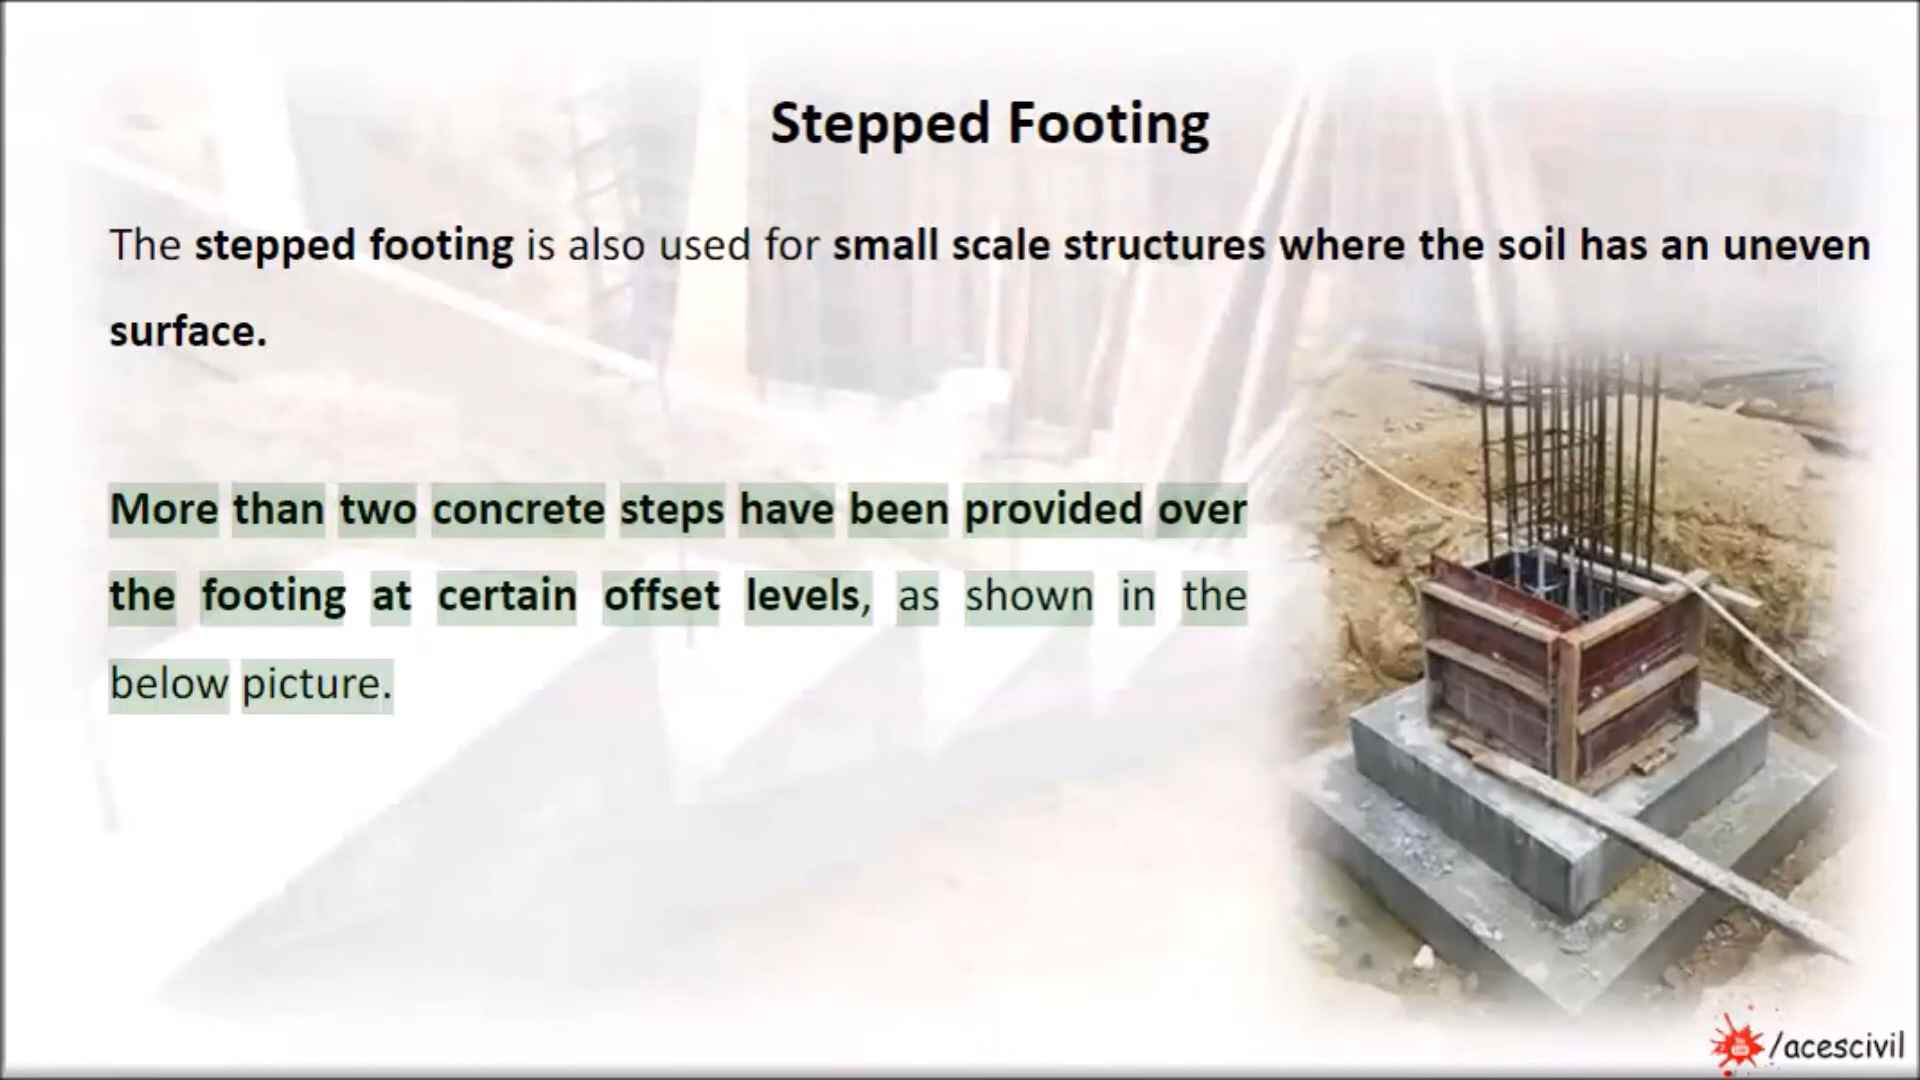 Stepped Footing
The stepped footing is also used for small scale structures where the soil has an uneven
surface.
More than two concrete steps have been provided over
the footing at certain offset levels, as shown in the
below picture.
/acescivil